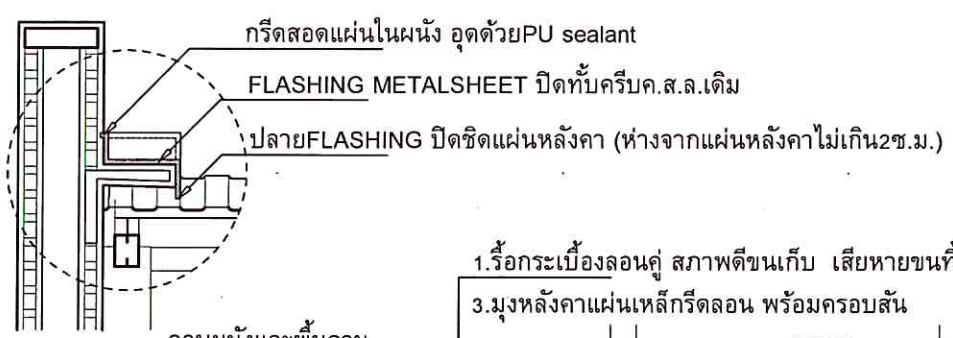 กรีดสอดแผ่นในผนัง อุดด้วยPU sealant
FLASHING METALSHEET ปิดทับครีบค.ส.ล.เดิม
ปลายFLASHING ปิดชิดแผ่นหลังคา (ห่างจากแผ่นหลังคาไม่เกิน2ซ.ม.)
1.รื้อกระเบื้องลอนคู่ สภาพดีขนเก็บ เสียหายขนทิ้
3.มุงหลังคาแผ่นเหล็กรีดลอน พร้อมครอบสัน